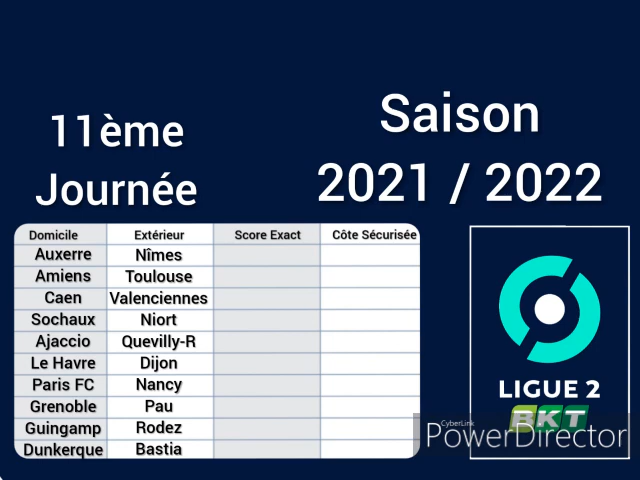 11ème
Journée
Saison
2021 / 2022
Domicile Extérieur Score Exact Côte Sécurisée
Auxerre Nîmes
Amiens Toulouse
Caen Valenciennes
Sochaux Niort
Ajaccio Quevilly-R
Le Havre Dijon
Paris FC Nancy
Grenoble Pau
Guingamp Rodez
Dunkerque Bastia
LIGUE 2
BKT
CyberLink
PowerDirector